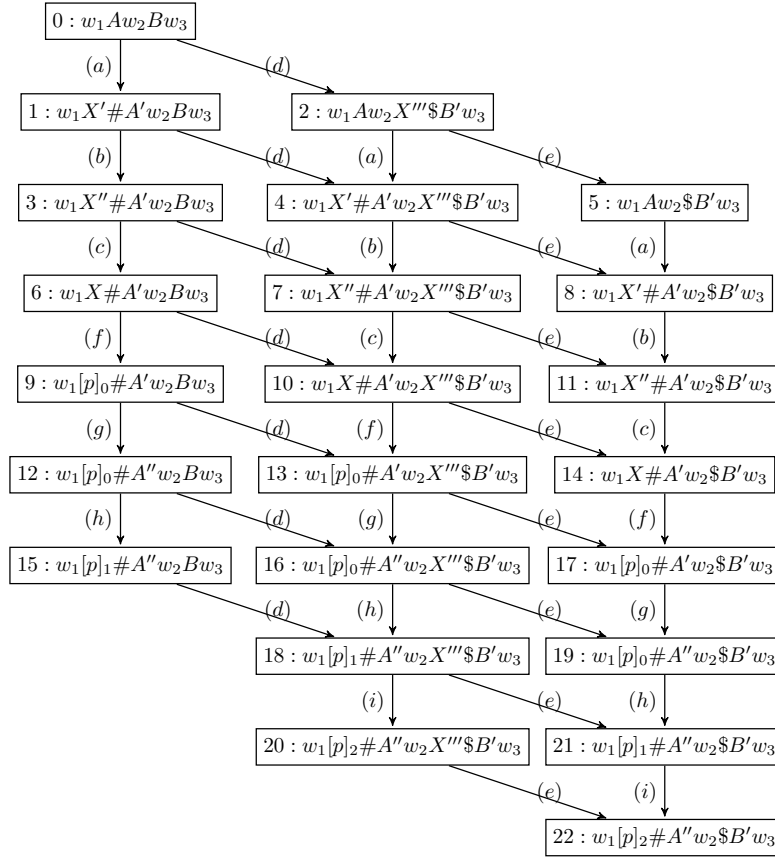 0 : w₁Aw₂Bw₃
(a) (d)
1 : w₁X′#A′w₂Bw₃ 2 : w₁Aw₂X‴$B′w₃
(b) (d) (a) (e)
3 : w₁X″#A′w₂Bw₃ 4 : w₁X′#A′w₂X‴$B′w₃ 5 : w₁Aw₂$B′w₃
(c) (d) (b) (e) (a)
6 : w₁X#A′w₂Bw₃ 7 : w₁X″#A′w₂X‴$B′w₃ 8 : w₁X′#A′w₂$B′w₃
(f) (d) (c) (e) (b)
9 : w₁[p]₀#A′w₂Bw₃ 10 : w₁X#A′w₂X‴$B′w₃ 11 : w₁X″#A′w₂$B′w₃
(g) (d) (f) (e) (c)
12 : w₁[p]₀#A″w₂Bw₃ 13 : w₁[p]₀#A′w₂X‴$B′w₃ 14 : w₁X#A′w₂$B′w₃
(h) (d) (g) (e) (f)
15 : w₁[p]₁#A″w₂Bw₃ 16 : w₁[p]₀#A″w₂X‴$B′w₃ 17 : w₁[p]₀#A′w₂$B′w₃
(d) (h) (e) (g)
18 : w₁[p]₁#A″w₂X‴$B′w₃ 19 : w₁[p]₀#A″w₂$B′w₃
(i) (e) (h)
20 : w₁[p]₂#A″w₂X‴$B′w₃ 21 : w₁[p]₁#A″w₂$B′w₃
(e) (i)
22 : w₁[p]₂#A″w₂$B′w₃